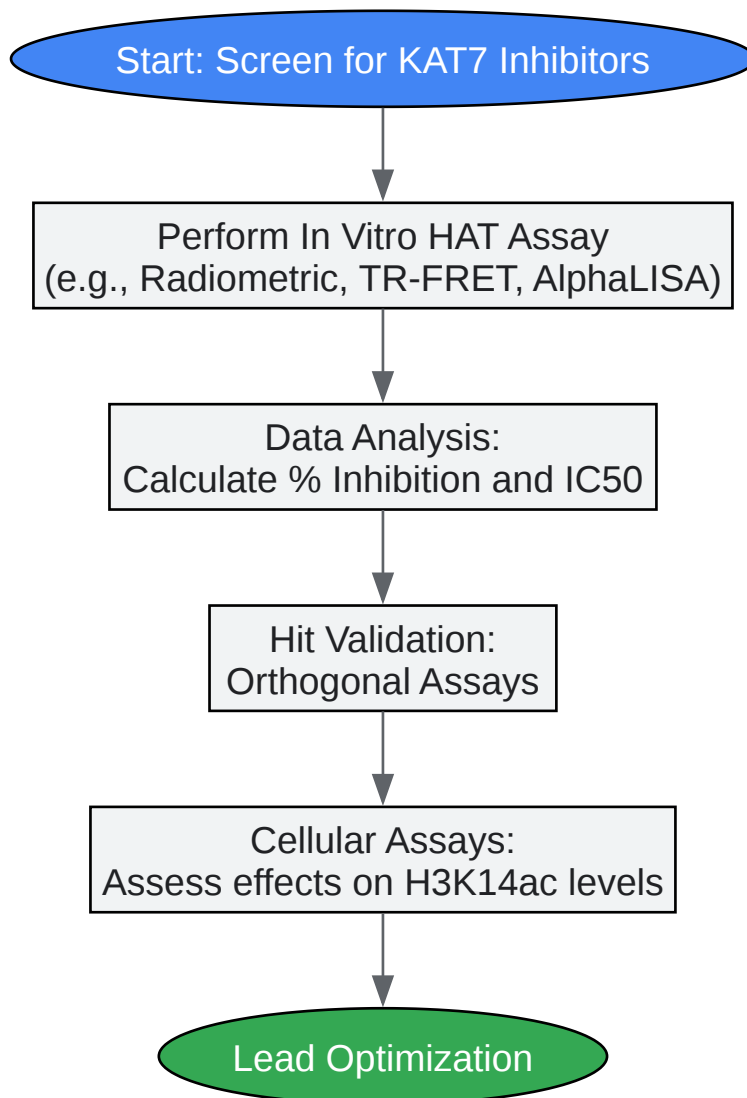 Start: Screen for KAT7 Inhibitors
Perform In Vitro HAT Assay
(e.g., Radiometric, TR-FRET, AlphaLISA)
Data Analysis:
Calculate % Inhibition and IC50
Hit Validation:
Orthogonal Assays
Cellular Assays:
Assess effects on H3K14ac levels
Lead Optimization